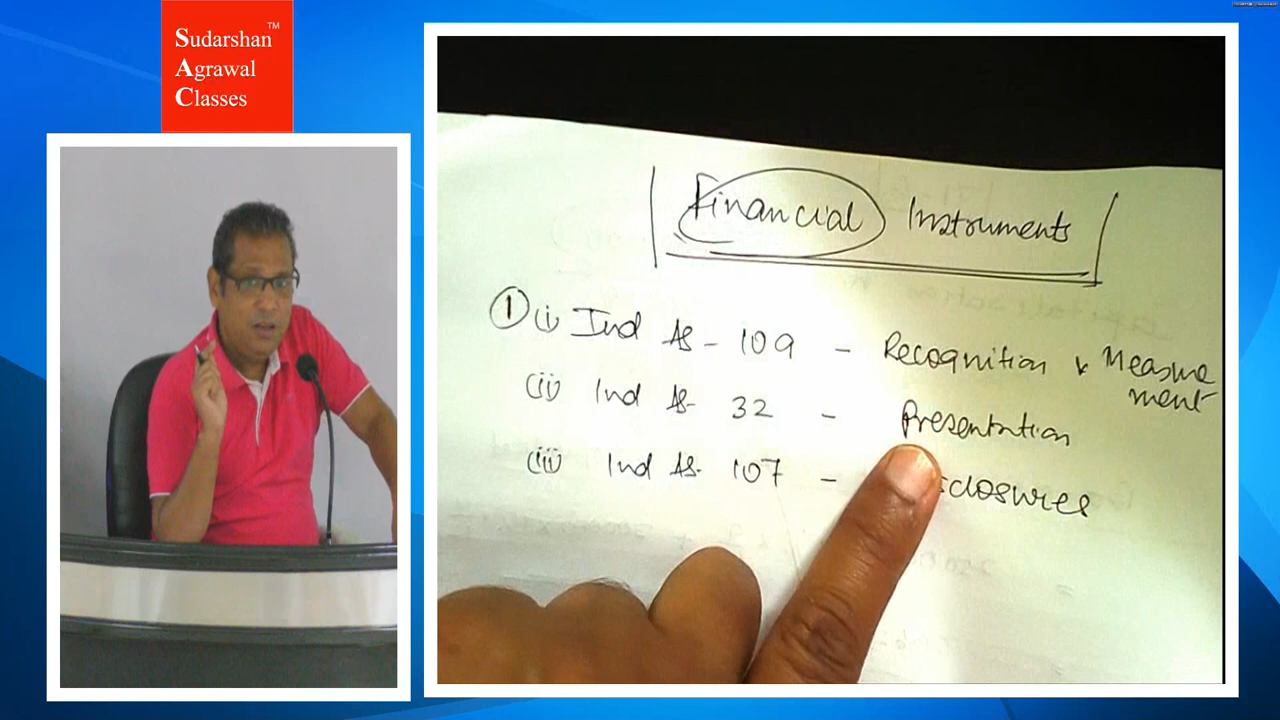 Sudarshan™
Agrawal
Classes
Financial Instruments
① (i) Ind AS - 109 - Recognition & Measurement
(ii) Ind AS - 32 - Presentation
(iii) Ind AS - 107 - sclosures